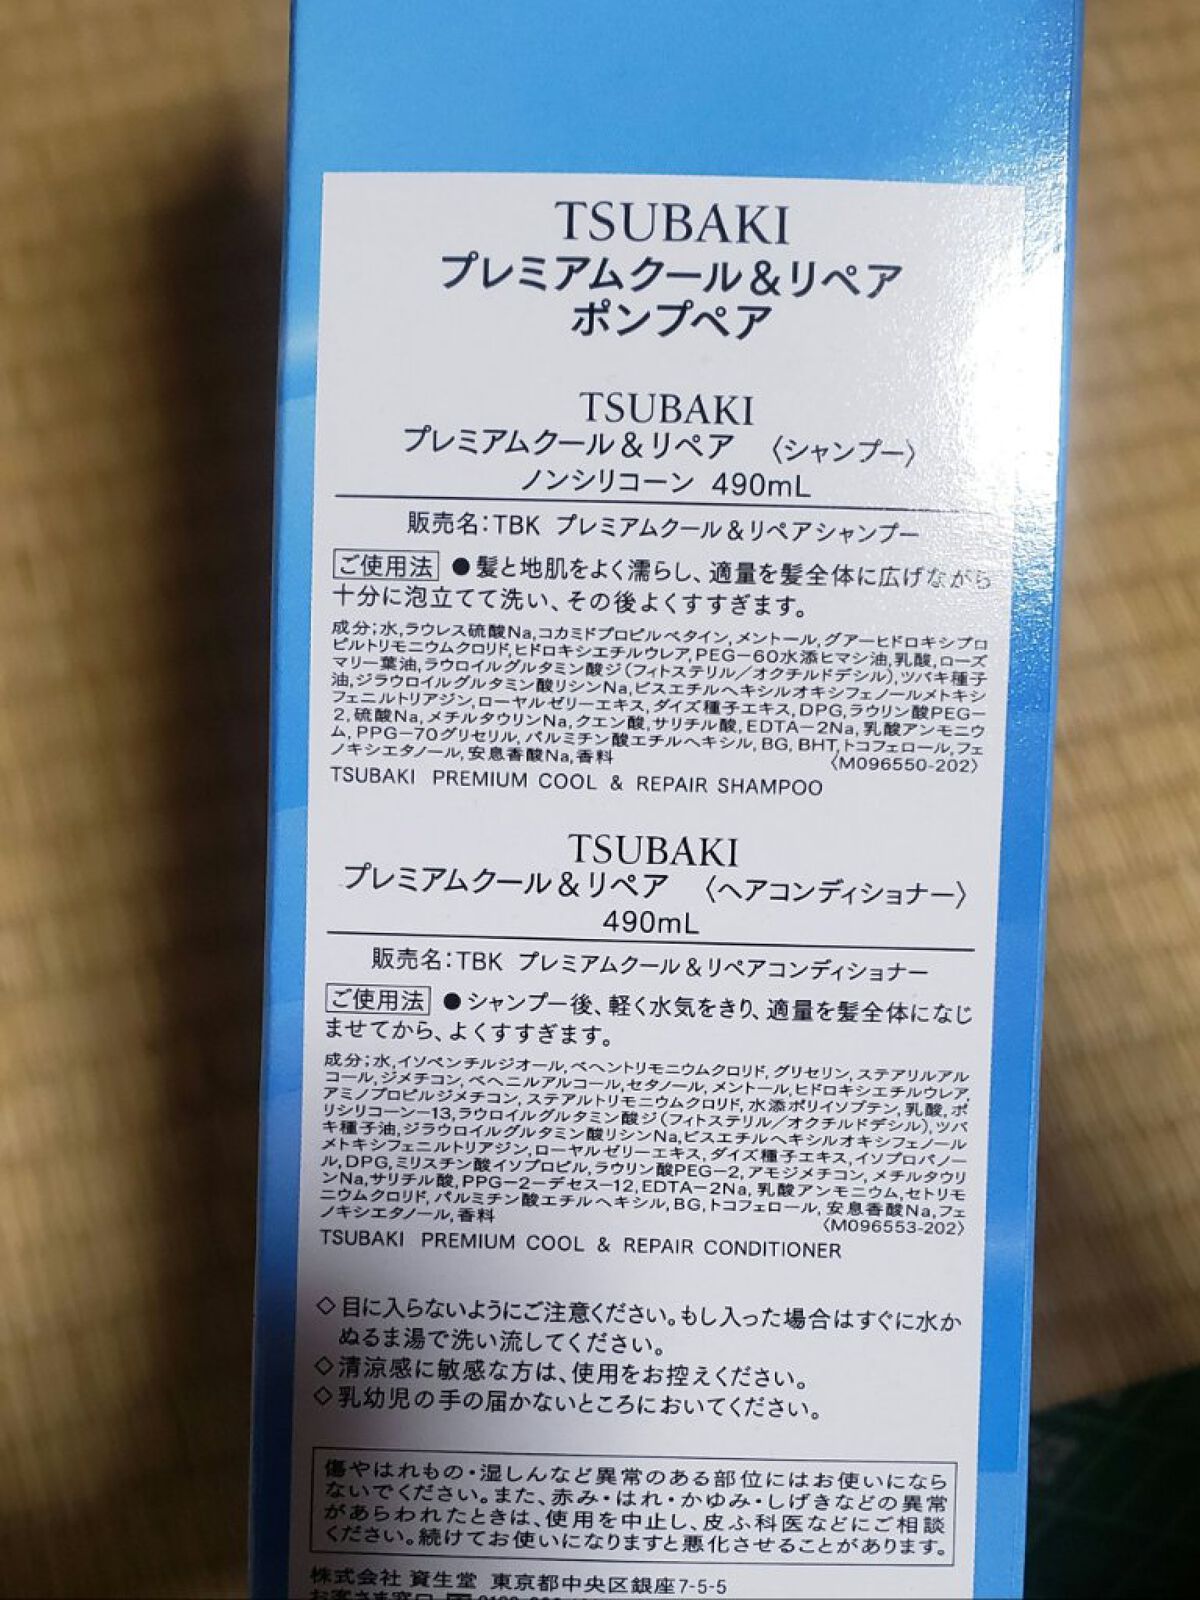 TSUBAKI
プレミアムクール&リペア
ポンプペア
TSUBAKI
プレミアムクール&リペア 〈シャンプー〉
ノンシリコーン 490mL
販売名:TBK プレミアムクール&リペアシャンプー
ご使用法 ●髪と地肌をよく濡らし、適量を髪全体に広げながら
十分に泡立てて洗い、その後よくすすぎます。
成分;水,ラウレス硫酸Na,コカミドプロピルベタイン,メントール,グアーヒドロキシプロ
ピルトリモニウムクロリド,ヒドロキシエチルウレア,PEG-60水添ヒマシ油,乳酸,ローズ
マリー葉油,ラウロイルグルタミン酸ジ(フィトステリル/オクチルドデシル),ツバキ種子
油,ジラウロイルグルタミン酸リシンNa,ビスエチルヘキシルオキシフェノールメトキシ
フェニルトリアジン,ローヤルゼリーエキス,ダイズ種子エキス,DPG,ラウリン酸PEG-
2,硫酸Na,メチルタウリンNa,クエン酸,サリチル酸,EDTA-2Na,乳酸アンモニウ
ム,PPG-70グリセリル,パルミチン酸エチルヘキシル,BG,BHT,トコフェロール,フェ
ノキシエタノール,安息香酸Na,香料 〈M096550-202〉
TSUBAKI PREMIUM COOL & REPAIR SHAMPOO
TSUBAKI
プレミアムクール&リペア 〈ヘアコンディショナー〉
490mL
販売名:TBK プレミアムクール&リペアコンディショナー
ご使用法 ●シャンプー後、軽く水気をきり、適量を髪全体になじ
ませてから、よくすすぎます。
成分;水,イソペンチルジオール,ベヘントリモニウムクロリド,グリセリン,ステアリルアル
コール,ジメチコン,ベヘニルアルコール,セタノール,メントール,ヒドロキシエチルウレア,
アミノプロピルジメチコン,ステアルトリモニウムクロリド,水添ポリイソブテン,乳酸,ポ
リシリコーン-13,ラウロイルグルタミン酸ジ(フィトステリル/オクチルドデシル),ツバ
キ種子油,ジラウロイルグルタミン酸リシンNa,ビスエチルヘキシルオキシフェノール
メトキシフェニルトリアジン,ローヤルゼリーエキス,ダイズ種子エキス,イソプロパノー
ル,DPG,ミリスチン酸イソプロピル,ラウリン酸PEG-2,アモジメチコン,メチルタウリ
ンNa,サリチル酸,PPG-2-デセス-12,EDTA-2Na,乳酸アンモニウム,セトリモ
ニウムクロリド,パルミチン酸エチルヘキシル,BG,トコフェロール,安息香酸Na,フェ
ノキシエタノール,香料 〈M096553-202〉
TSUBAKI PREMIUM COOL & REPAIR CONDITIONER
◇目に入らないようにご注意ください。もし入った場合はすぐに水か
ぬるま湯で洗い流してください。
◇清涼感に敏感な方は、使用をお控えください。
◇乳幼児の手の届かないところにおいてください。
傷やはれもの・湿しんなど異常のある部位にはお使いになら
ないでください。また、赤み・はれ・かゆみ・しげきなどの異常
があらわれたときは、使用を中止し、皮ふ科医などにご相談
ください。続けてお使いになりますと悪化させることがあります。
株式会社 資生堂 東京都中央区銀座7-5-5
お客さま窓口